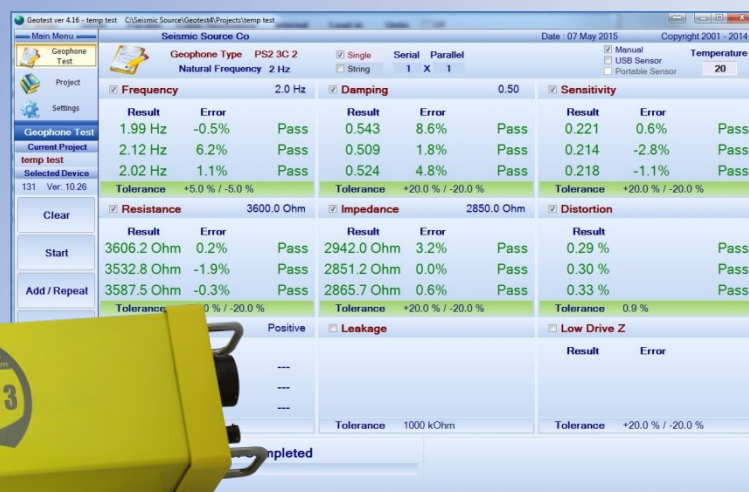 Geotest ver 4.16 - temp test C:\Seismic Source\Geotest4\Projects\temp test
Main Menu Seismic Source Co Date : 07 May 2015 Copyright 2001 - 2014
Geophone Test
Geophone Type PS2 3C 2
Natural Frequency 2 Hz
Single Serial Parallel
String 1 X 1
Manual
USB Sensor
Portable Sensor
Temperature
20
Project
Settings
Geophone Test
Current Project
temp test
Selected Device
131 Ver: 10.26
Clear
Start
Add / Repeat
Frequency 2.0 Hz
Result Error
1.99 Hz -0.5% Pass
2.12 Hz 6.2% Pass
2.02 Hz 1.1% Pass
Tolerance +5.0 % / -5.0 %
Damping 0.50
Result Error
0.543 8.6% Pass
0.509 1.8% Pass
0.524 4.8% Pass
Tolerance +20.0 % / -20.0 %
Sensitivity
Result Error
0.221 0.6% Pass
0.214 -2.8% Pass
0.218 -1.1% Pass
Tolerance +20.0 % / -20.0 %
Resistance 3600.0 Ohm
Result Error
3606.2 Ohm 0.2% Pass
3532.8 Ohm -1.9% Pass
3587.5 Ohm -0.3% Pass
Tolerance 0 % / -20.0 %
Impedance 2850.0 Ohm
Result Error
2942.0 Ohm 3.2% Pass
2851.2 Ohm 0.0% Pass
2865.7 Ohm 0.6% Pass
Tolerance +20.0 % / -20.0 %
Distortion
Result
0.29 % Pass
0.30 % Pass
0.33 % Pass
Tolerance 0.9 %
Positive
---
---
---
Leakage
Tolerance 1000 kOhm
Low Drive Z
Result Error
Tolerance +20.0 % / -20.0 %
mpleted
3